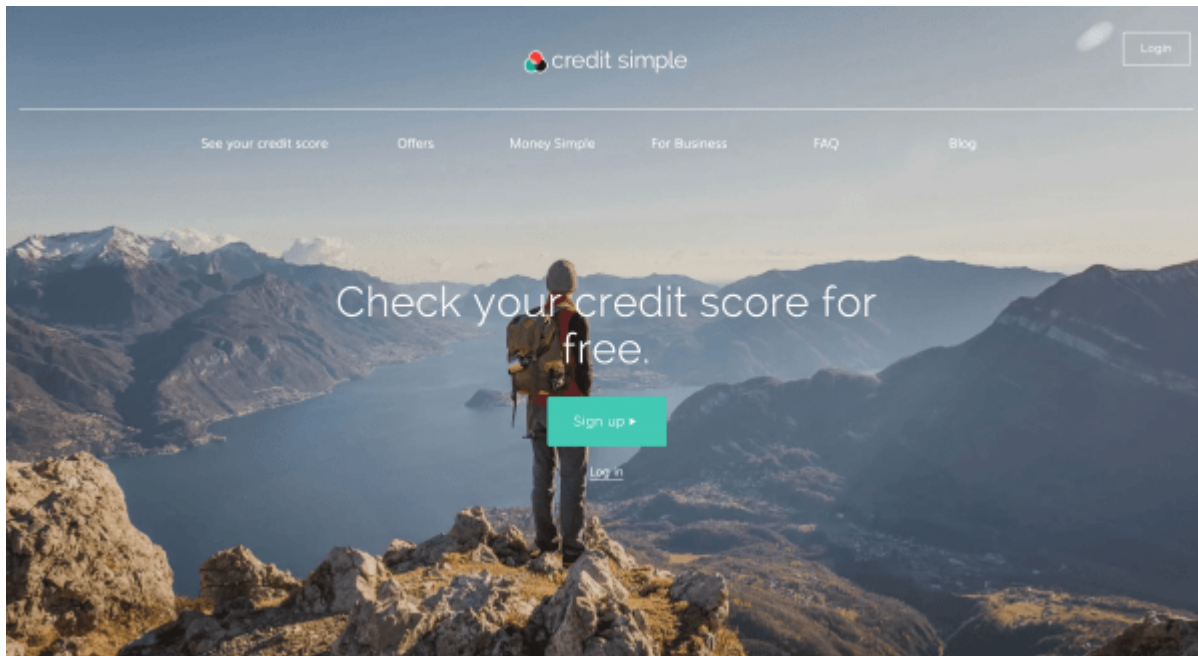 credit simple
Login
See your credit score Offers Money Simple For Business FAQ Blog
Check your credit score for
free.
Sign up
Log in